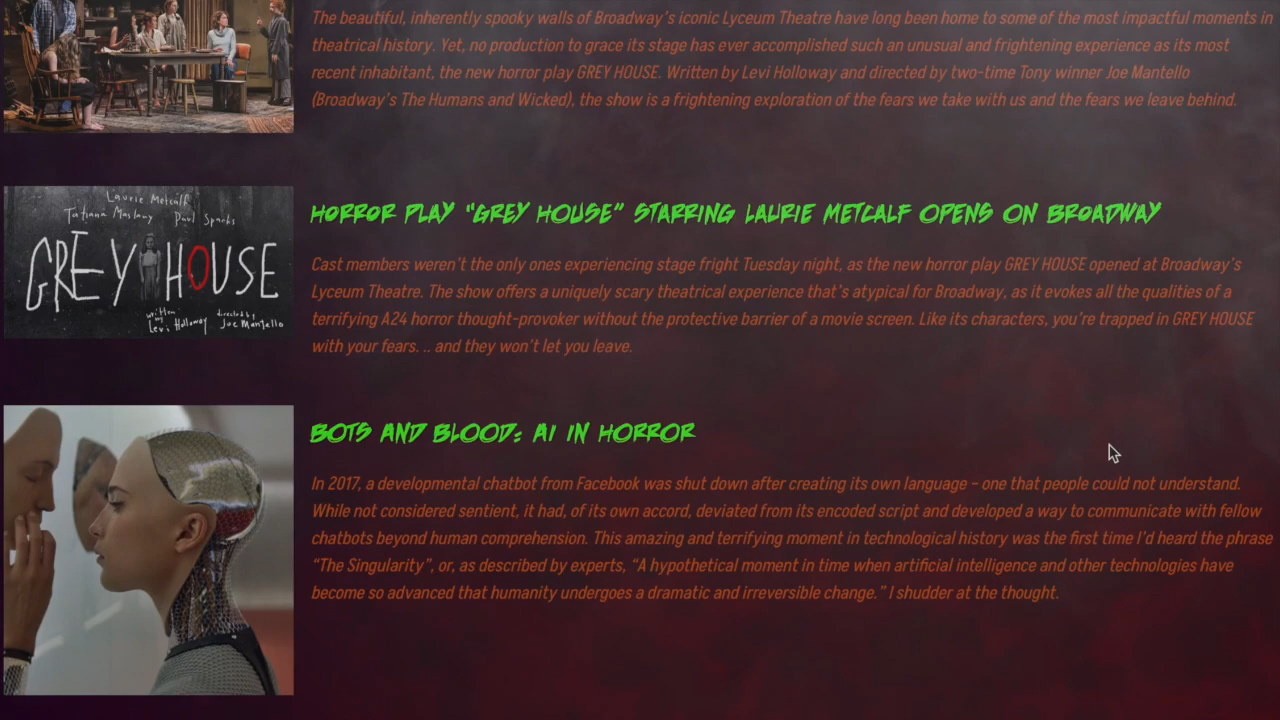 The beautiful, inherently spooky walls of Broadway's iconic Lyceum Theatre have long been home to some of the most impactful moments in
theatrical history. Yet, no production to grace its stage has ever accomplished such an unusual and frightening experience as its most
recent inhabitant, the new horror play GREY HOUSE. Written by Levi Holloway and directed by two-time Tony winner Joe Mantello
(Broadway's The Humans and Wicked), the show is a frightening exploration of the fears we take with us and the fears we leave behind.
Laurie Metcalf
Tatiana Maslany Paul Sparks
GREY HOUSE
written by Levi Holloway
directed by Joe Mantello
HORROR PLAY "GREY HOUSE" STARRING LAURIE METCALF OPENS ON BROADWAY
Cast members weren't the only ones experiencing stage fright Tuesday night, as the new horror play GREY HOUSE opened at Broadway's
Lyceum Theatre. The show offers a uniquely scary theatrical experience that's atypical for Broadway, as it evokes all the qualities of a
terrifying A24 horror thought-provoker without the protective barrier of a movie screen. Like its characters, you're trapped in GREY HOUSE
with your fears. .. and they won't let you leave.
BOTS AND BLOOD: AI IN HORROR
In 2017, a developmental chatbot from Facebook was shut down after creating its own language – one that people could not understand.
While not considered sentient, it had, of its own accord, deviated from its encoded script and developed a way to communicate with fellow
chatbots beyond human comprehension. This amazing and terrifying moment in technological history was the first time I'd heard the phrase
"The Singularity", or, as described by experts, "A hypothetical moment in time when artificial intelligence and other technologies have
become so advanced that humanity undergoes a dramatic and irreversible change." I shudder at the thought.